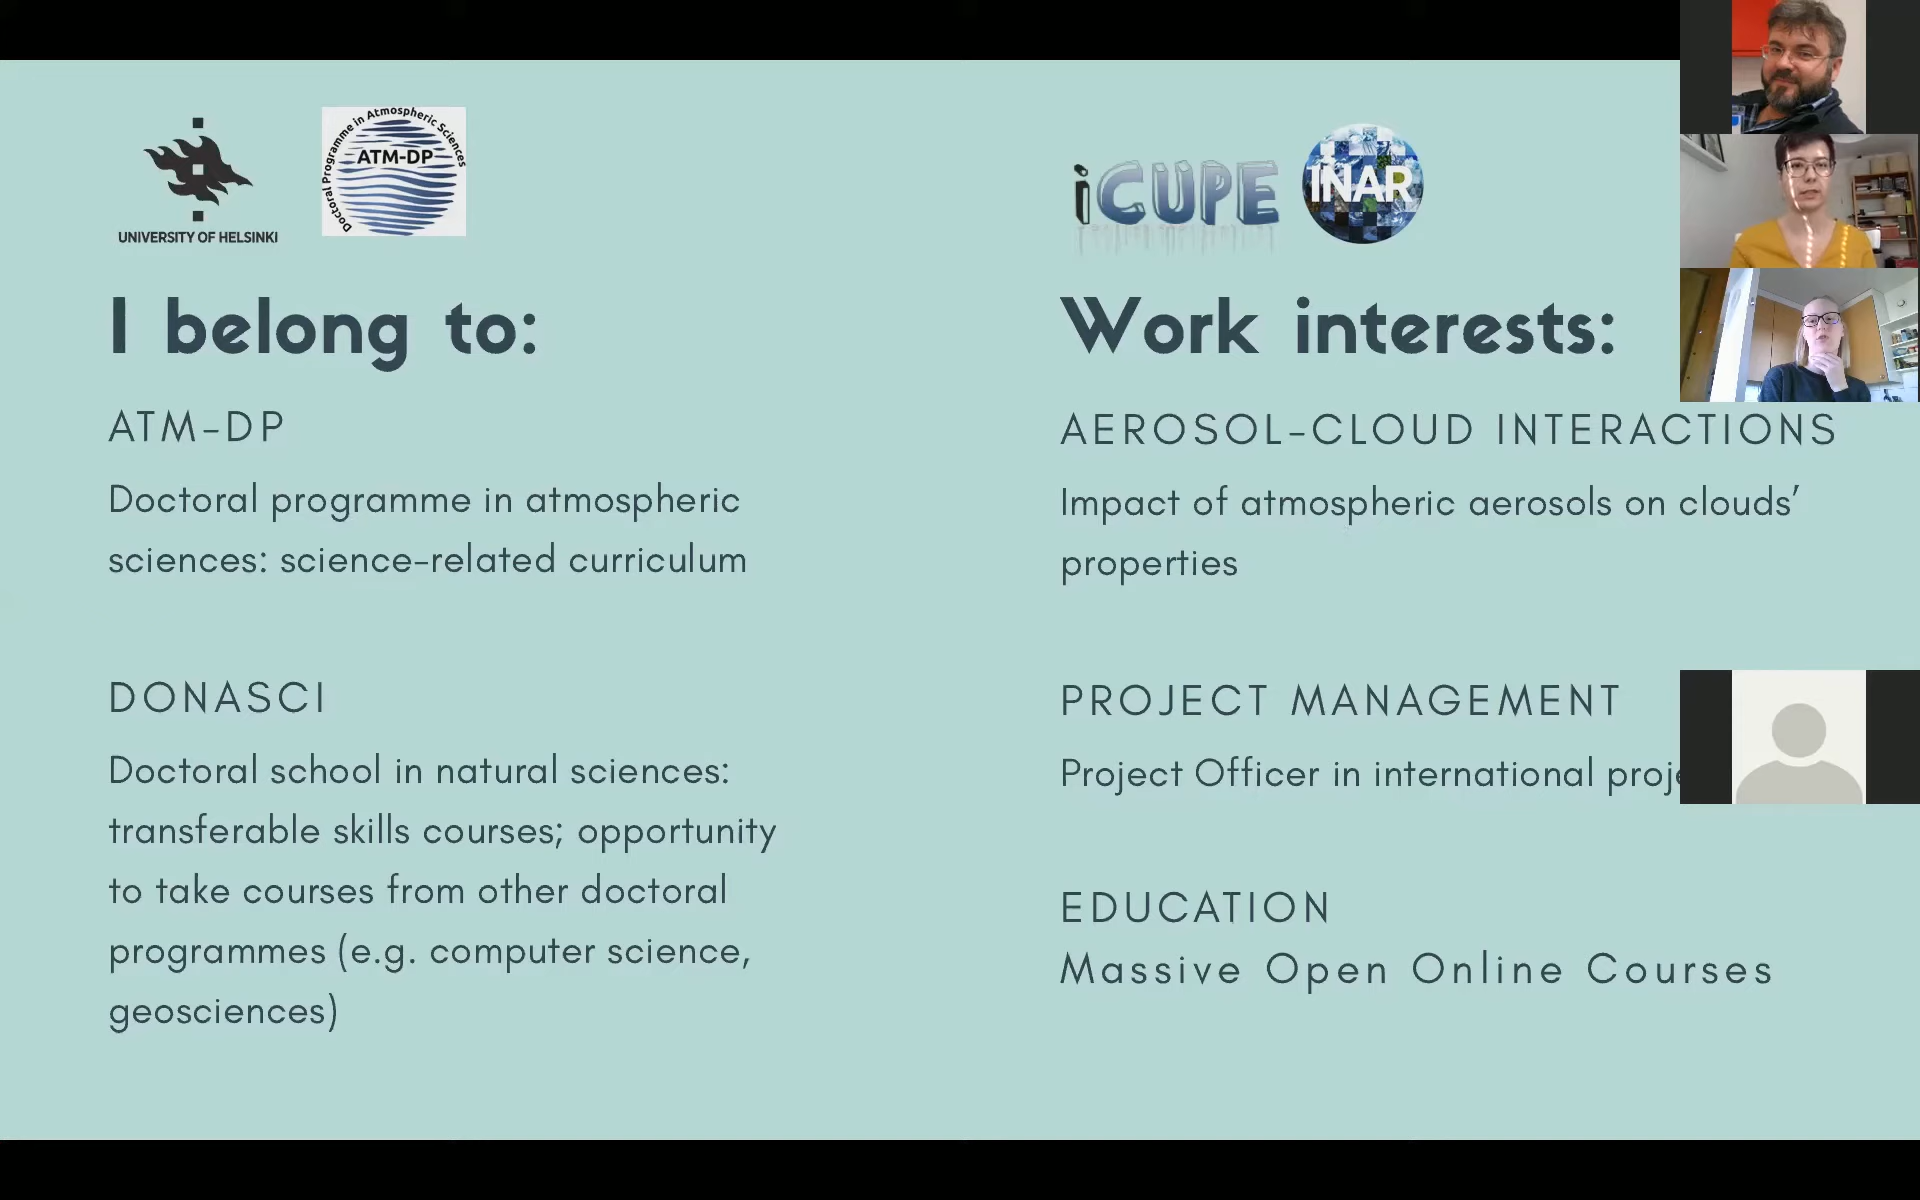 UNIVERSITY OF HELSINKI
Doctoral Programme in Atmospheric Sciences
ATM-DP
iCUPE
INAR
I belong to:
ATM-DP
Doctoral programme in atmospheric
sciences: science-related curriculum
DONASCI
Doctoral school in natural sciences:
transferable skills courses; opportunity
to take courses from other doctoral
programmes (e.g. computer science,
geosciences)
Work interests:
AEROSOL-CLOUD INTERACTIONS
Impact of atmospheric aerosols on clouds’
properties
PROJECT MANAGEMENT
Project Officer in international
EDUCATION
Massive Open Online Courses